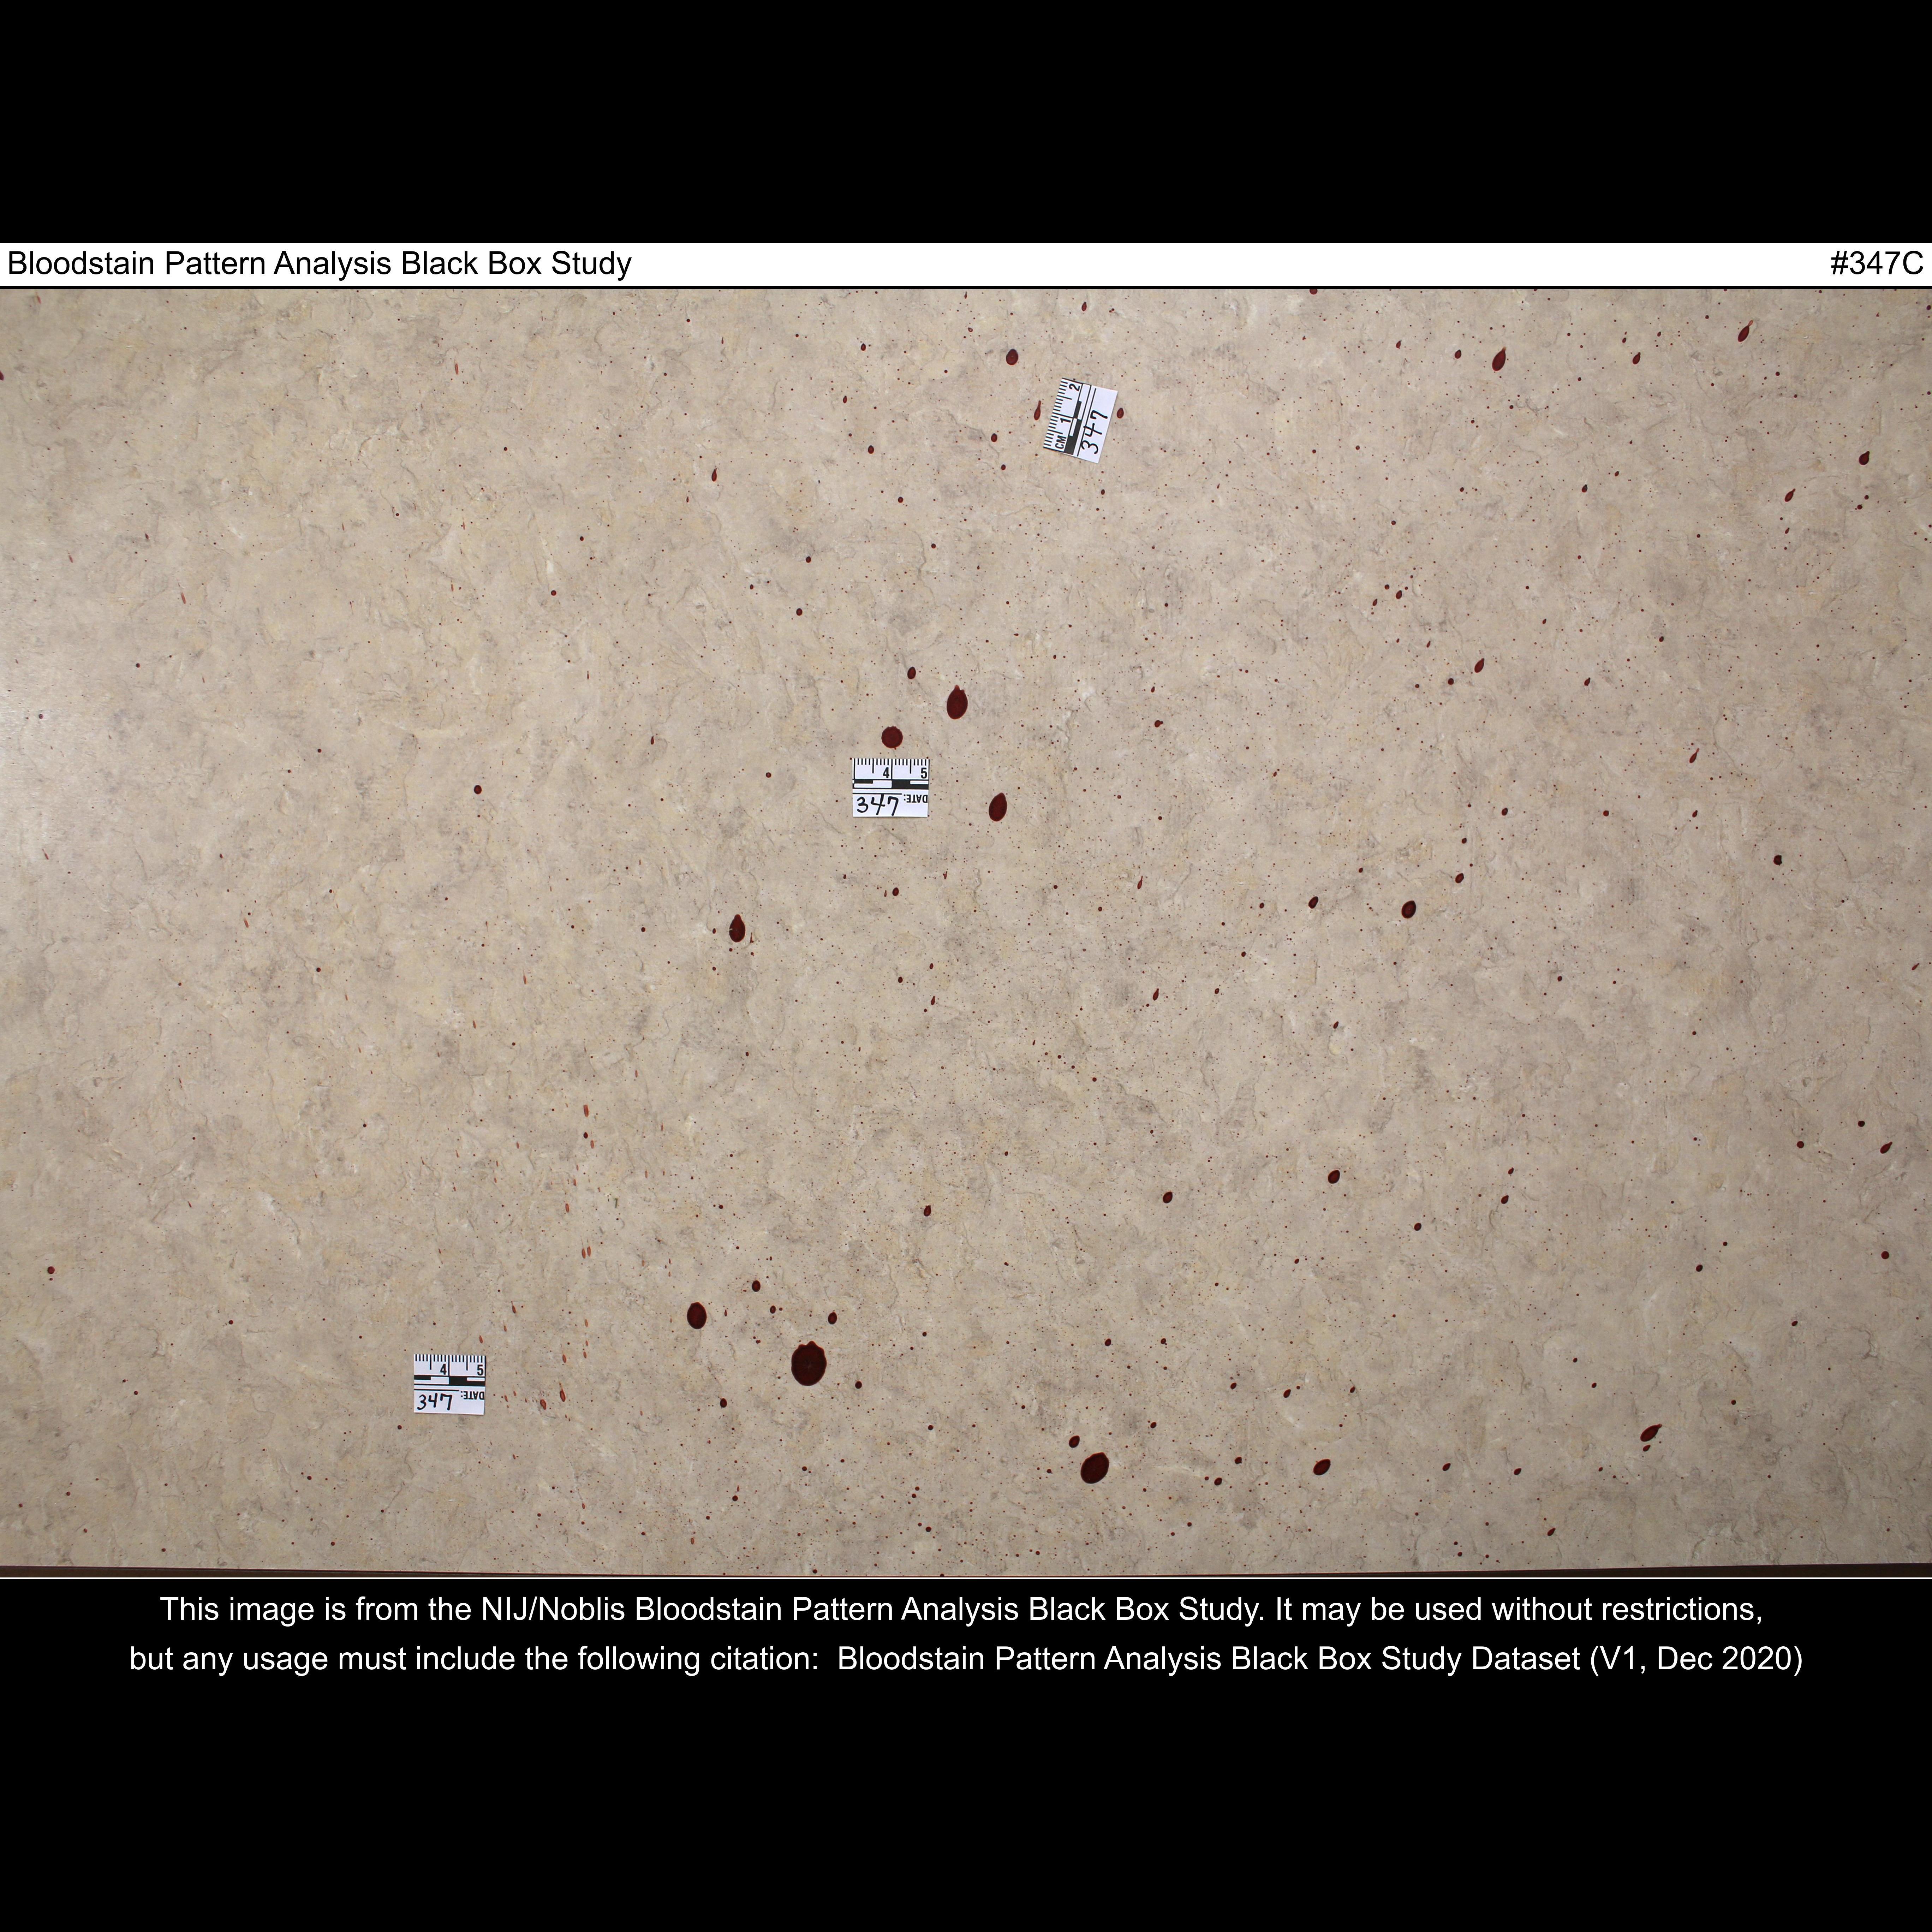 Bloodstain Pattern Analysis Black Box Study #347C
CM 1 2
347
4 5
347 DATE:
4 5
347 DATE:
This image is from the NIJ/Noblis Bloodstain Pattern Analysis Black Box Study. It may be used without restrictions,
but any usage must include the following citation: Bloodstain Pattern Analysis Black Box Study Dataset (V1, Dec 2020)